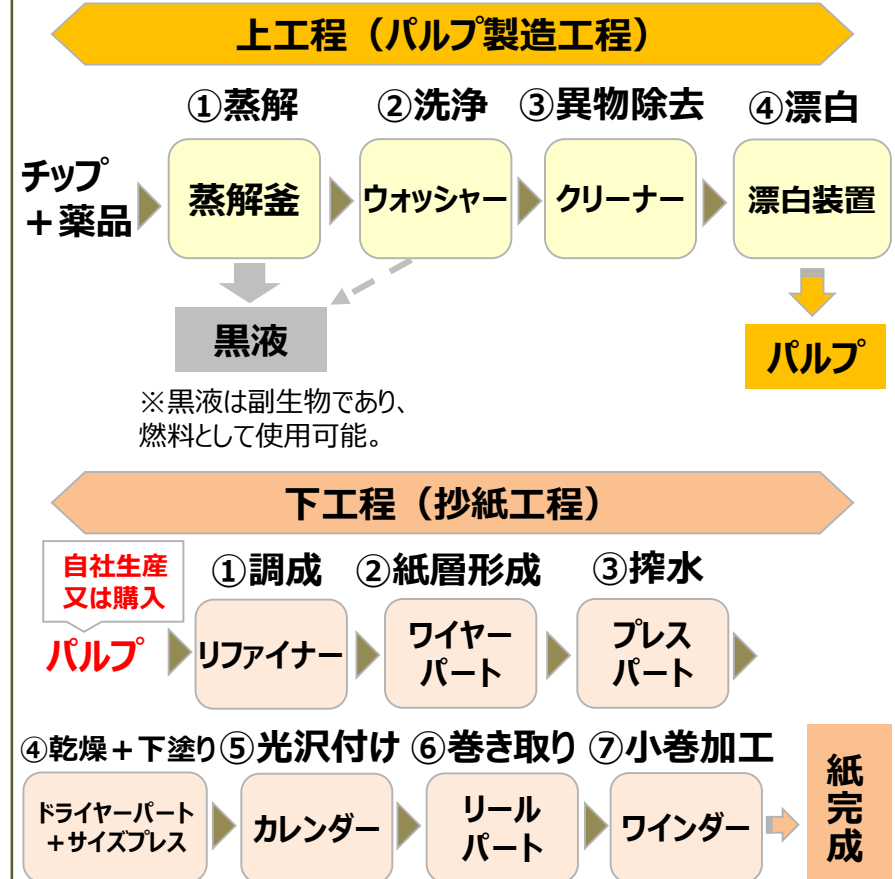 上工程（パルプ製造工程）
①蒸解
②洗浄
③異物除去
④漂白
チップ
＋薬品
蒸解釜
ウォッシャー
クリーナー
漂白装置
黒液
パルプ
※黒液は副生物であり、
燃料として使用可能。
下工程（抄紙工程）
自社生産
又は購入
パルプ
①調成
②紙層形成
③搾水
リファイナー
ワイヤー
パート
プレス
パート
④乾燥＋下塗り
⑤光沢付け
⑥巻き取り
⑦小巻加工
ドライヤーパート
＋サイズプレス
カレンダー
リール
パート
ワインダー
紙完成